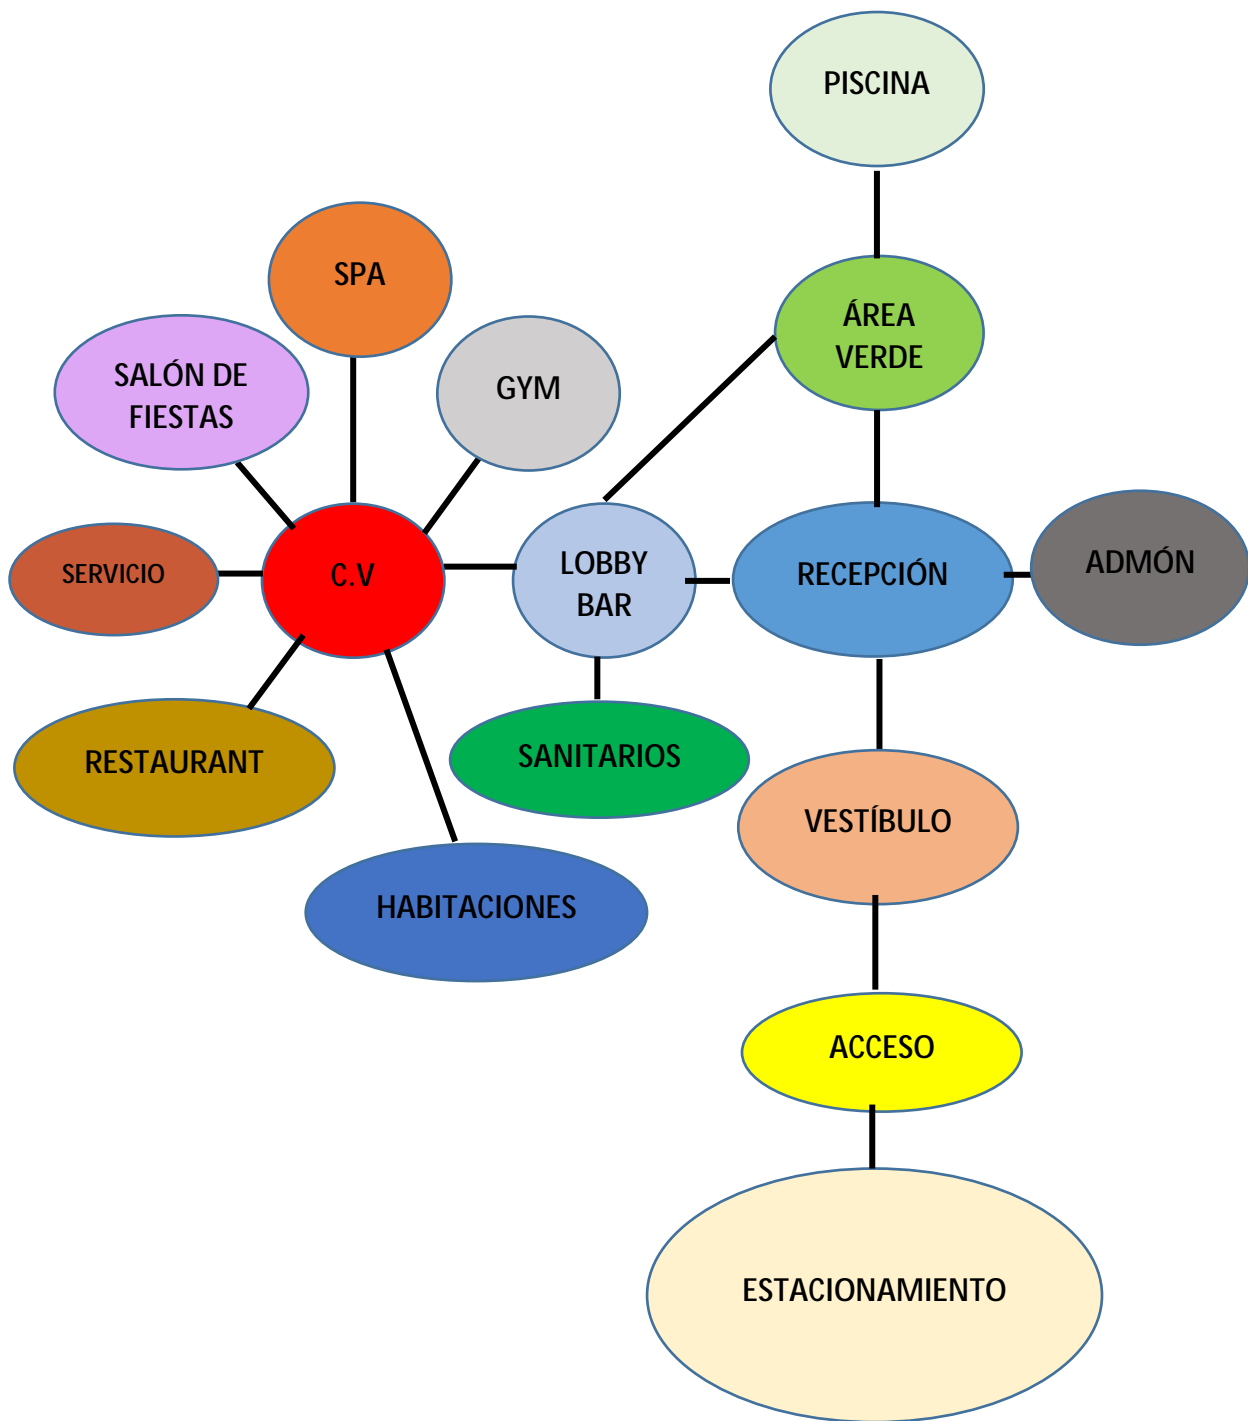 PISCINA
SPA
ÁREA
VERDE
SALÓN DE
FIESTAS
GYM
SERVICIO
C.V
LOBBY
BAR
RECEPCIÓN
ADMÓN
RESTAURANT
SANITARIOS
VESTÍBULO
HABITACIONES
ACCESO
ESTACIONAMIENTO